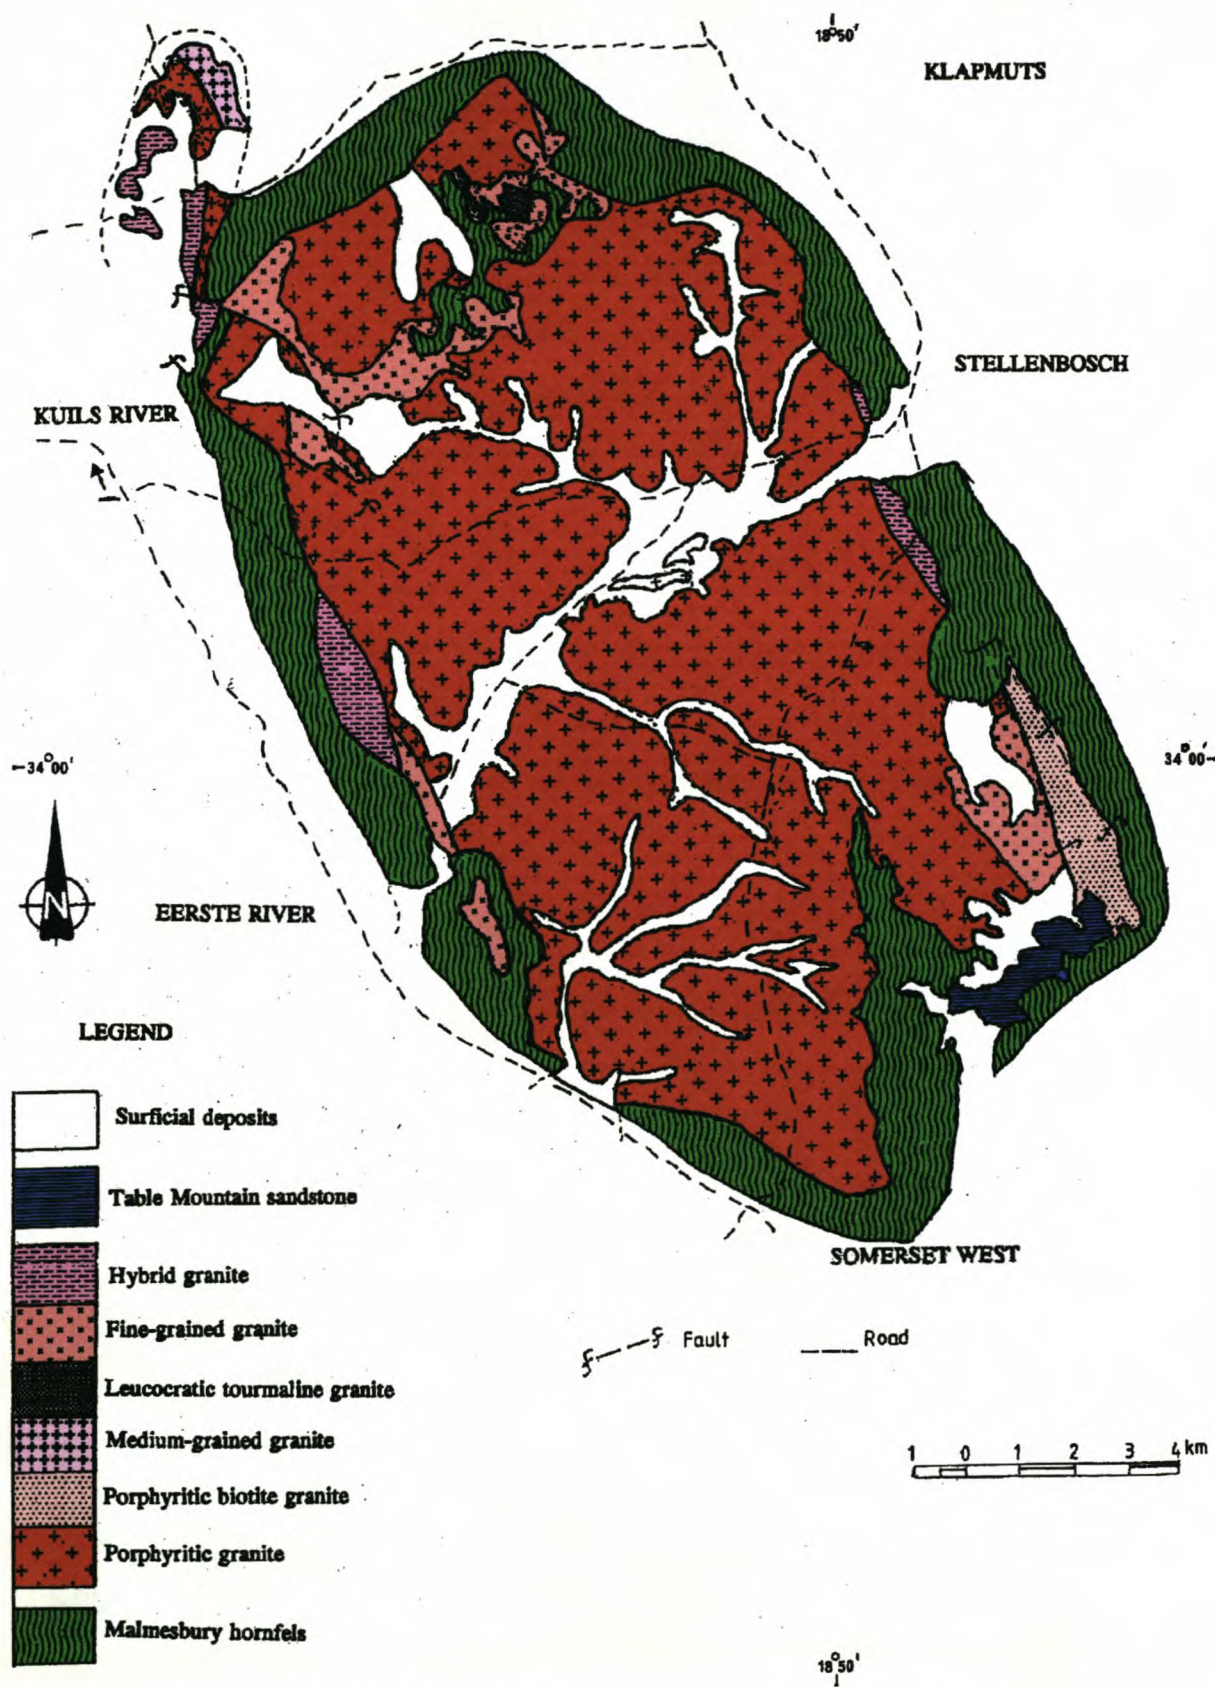 18°50'
KLAPMUTS
STELLENBOSCH
KUILS RIVER
34°00'
34°00'
N
EERSTE RIVER
LEGEND
Surficial deposits
Table Mountain sandstone
Hybrid granite
Fine-grained granite
Leucocratic tourmaline granite
Medium-grained granite
Porphyritic biotite granite
Porphyritic granite
Malmesbury hornfels
SOMERSET WEST
Fault
Road
1 0 1 2 3 4 km
18°50'